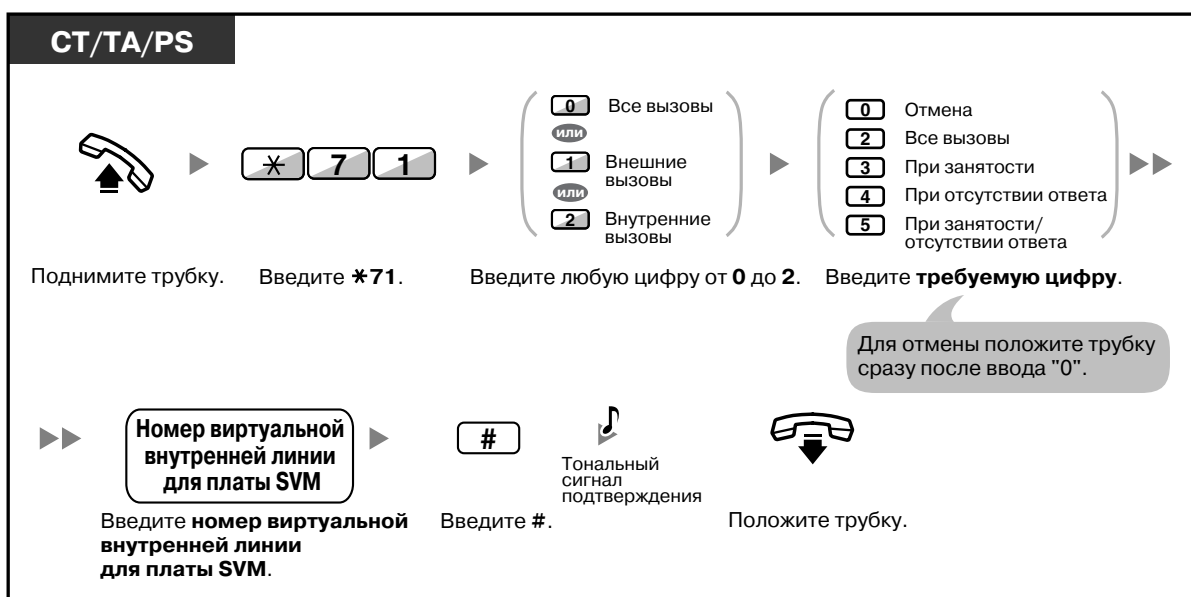 CT/TA/PS
0 Все вызовы
или
1 Внешние
вызовы
или
2 Внутренние
вызовы
0 Отмена
2 Все вызовы
3 При занятости
4 При отсутствии ответа
5 При занятости/
отсутствии ответа
* 7 1
Поднимите трубку.
Введите *71.
Введите любую цифру от 0 до 2.
Введите требуемую цифру.
Для отмены положите трубку
сразу после ввода "0".
Номер виртуальной
внутренней линии
для платы SVM
#
Тональный
сигнал
подтверждения
Введите номер виртуальной
внутренней линии
для платы SVM.
Введите #.
Положите трубку.